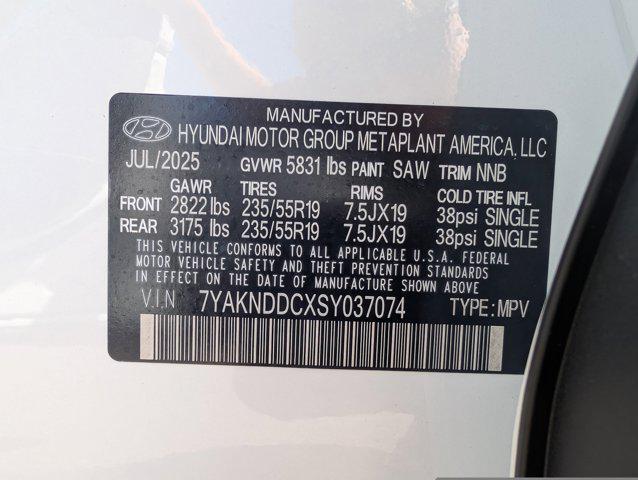 MANUFACTURED BY
HYUNDAI MOTOR GROUP METAPLANT AMERICA, LLC
JUL/2025 GVWR 5831 lbs PAINT SAW TRIM NNB
GAWR TIRES RIMS COLD TIRE INFL
FRONT 2822 lbs 235/55R19 7.5JX19 38psi SINGLE
REAR 3175 lbs 235/55R19 7.5JX19 38psi SINGLE
THIS VEHICLE CONFORMS TO ALL APPLICABLE U.S.A. FEDERAL
MOTOR VEHICLE SAFETY AND THEFT PREVENTION STANDARDS
IN EFFECT ON THE DATE OF MANUFACTURE SHOWN ABOVE.
V.I.N 7YAKNDDCXSY037074 TYPE : MPV